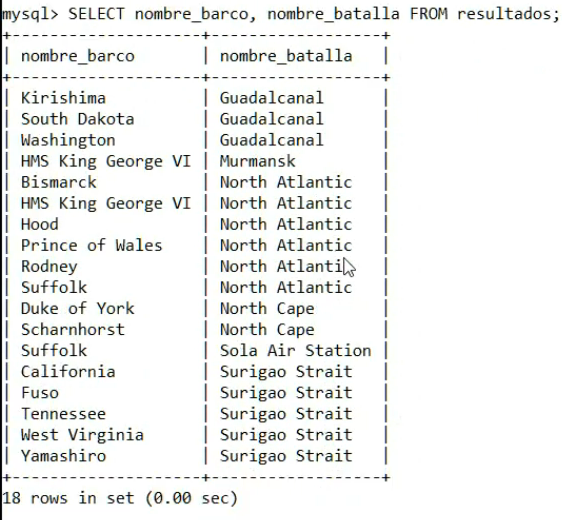 mysql> SELECT nombre_barco, nombre_batalla FROM resultados;
+-------------------+------------------+
| nombre_barco | nombre_batalla |
+-------------------+------------------+
| Kirishima | Guadalcanal |
| South Dakota | Guadalcanal |
| Washington | Guadalcanal |
| HMS King George VI | Murmansk |
| Bismarck | North Atlantic |
| HMS King George VI | North Atlantic |
| Hood | North Atlantic |
| Prince of Wales | North Atlantic |
| Rodney | North Atlantic |
| Suffolk | North Atlantic |
| Duke of York | North Cape |
| Scharnhorst | North Cape |
| Suffolk | Sola Air Station |
| California | Surigao Strait |
| Fuso | Surigao Strait |
| Tennessee | Surigao Strait |
| West Virginia | Surigao Strait |
| Yamashiro | Surigao Strait |
+-------------------+------------------+
18 rows in set (0.00 sec)